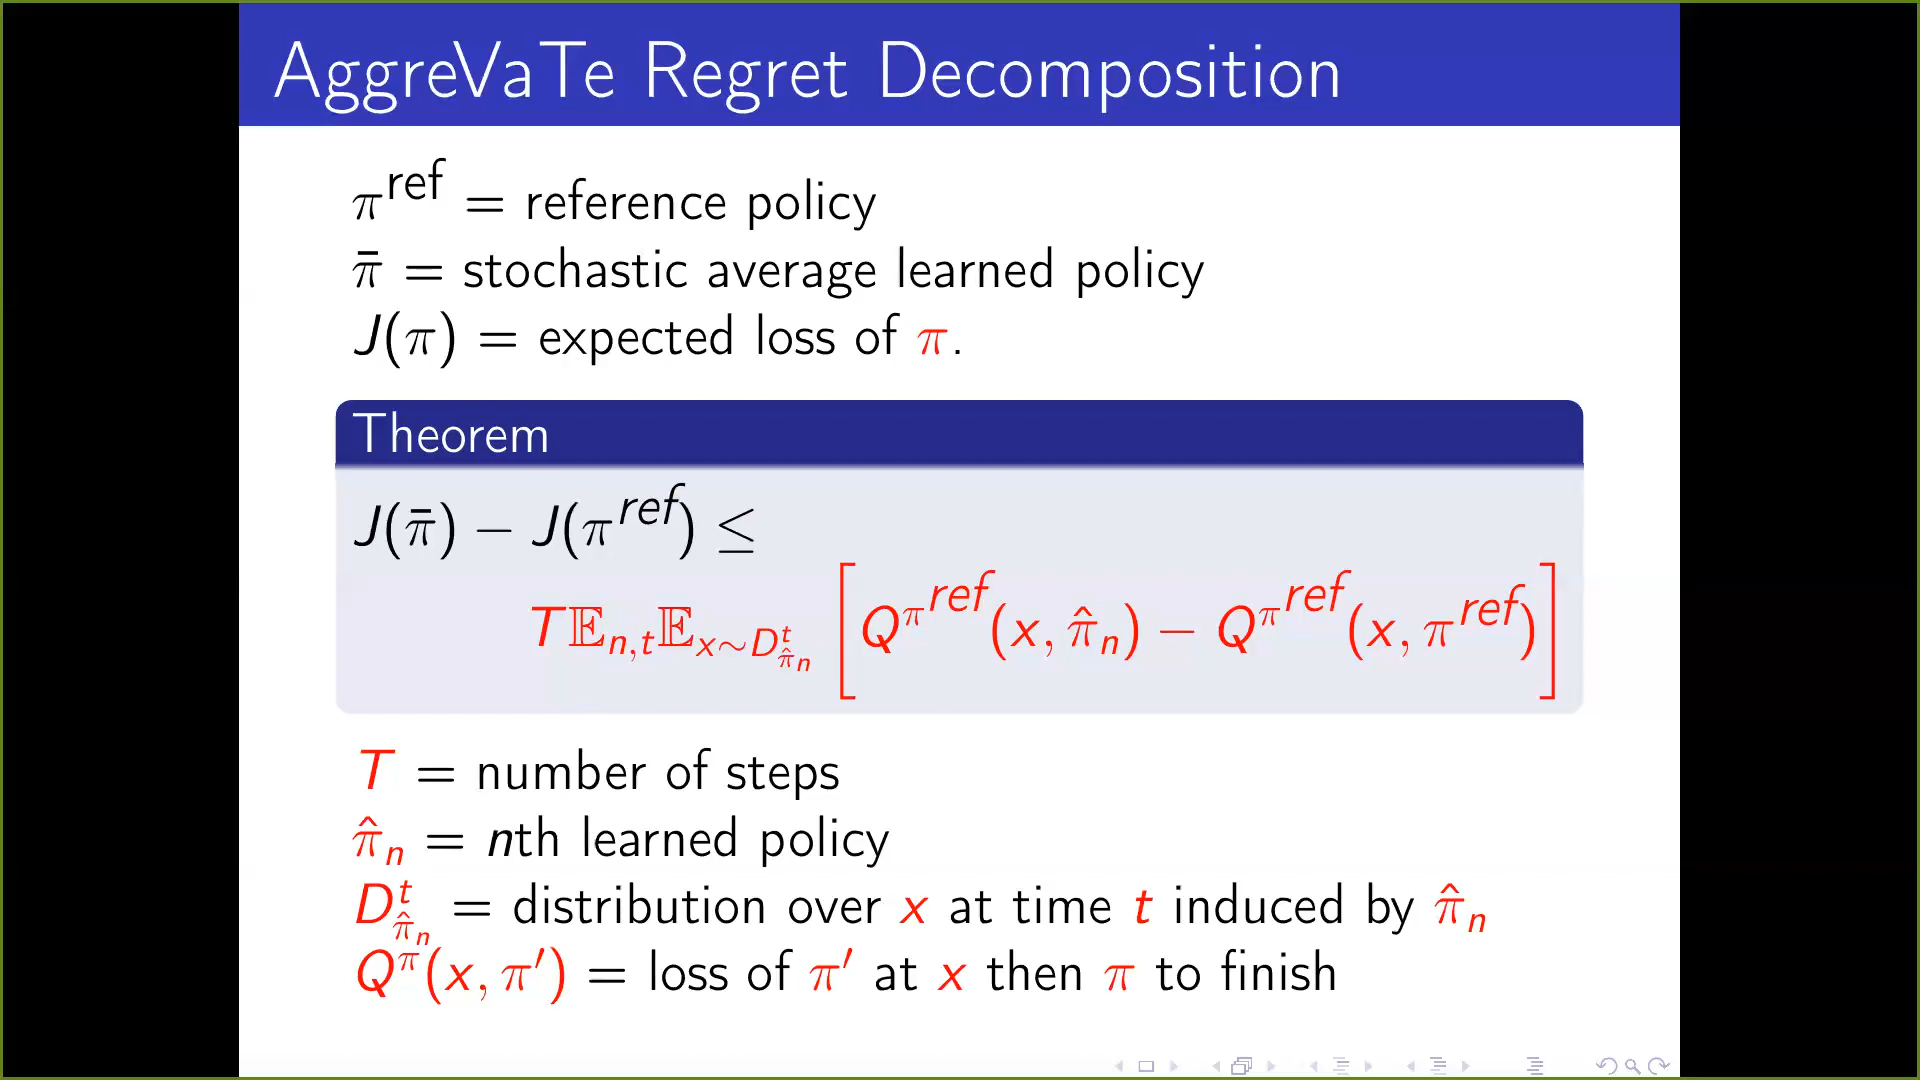 AggreVaTe Regret Decomposition
π^ref = reference policy
π̄ = stochastic average learned policy
J(π) = expected loss of π.
Theorem
J(π̄) − J(π^ref) ≤
T𝔼_{n,t}𝔼_{x∼D^t_{π̂_n}} [Q^{π^ref}(x, π̂_n) − Q^{π^ref}(x, π^ref)]
T = number of steps
π̂_n = nth learned policy
D^t_{π̂_n} = distribution over x at time t induced by π̂_n
Q^π(x, π′) = loss of π′ at x then π to finish